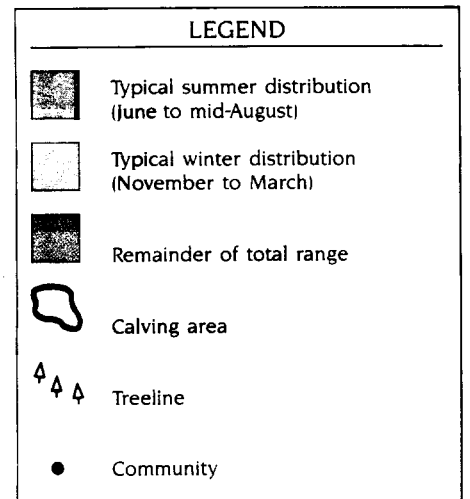 LEGEND
Typical summer distribution
(June to mid-August)
Typical winter distribution
(November to March)
Remainder of total range
Calving area
Treeline
Community